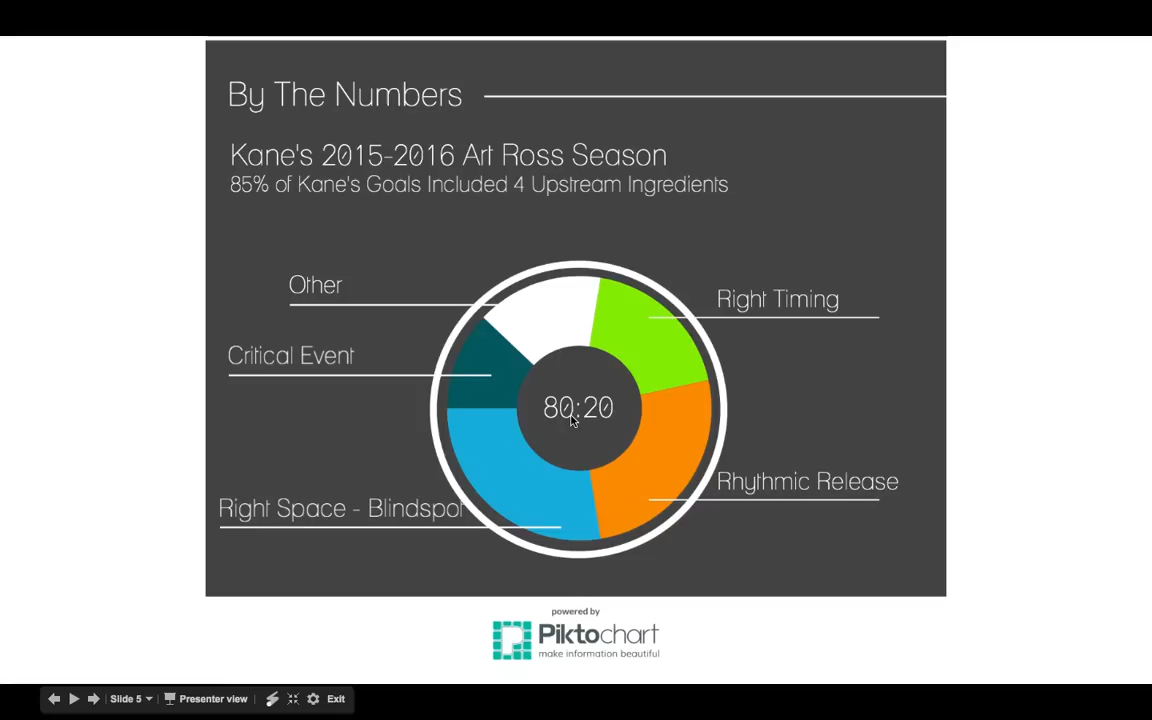 By The Numbers
Kane's 2015-2016 Art Ross Season
85% of Kane's Goals Included 4 Upstream Ingredients
Other
Right Timing
Critical Event
80:20
Rhythmic Release
Right Space - Blindspot
powered by
Piktochart
make information beautiful
Slide 5
Presenter view
Exit